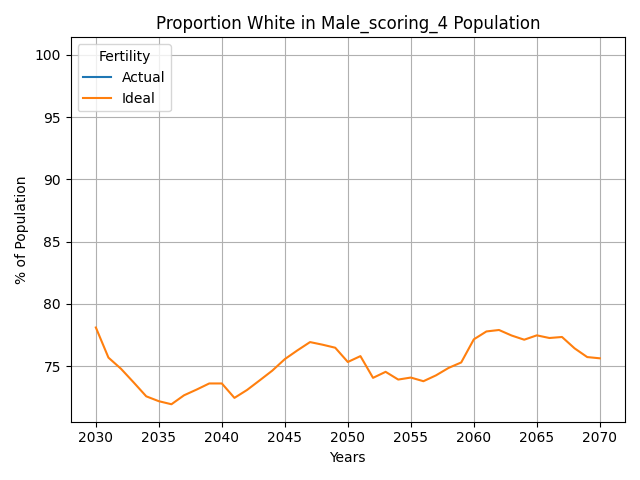 Proportion White in Male_scoring_4 Population
Fertility
Actual
Ideal
100
95
90
85
80
75
% of Population
2030 2035 2040 2045 2050 2055 2060 2065 2070
Years